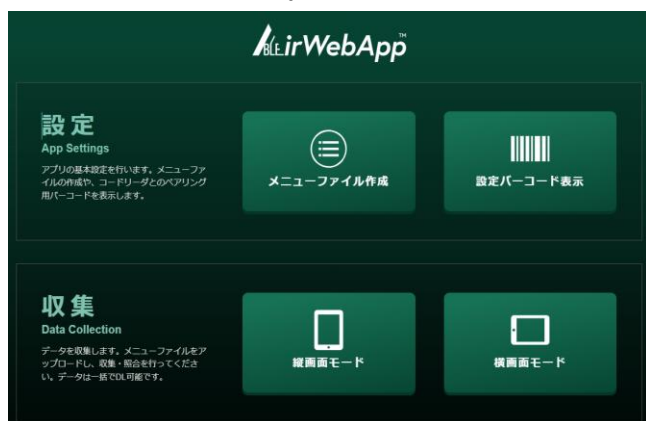 ABLE irWebApp™
設定
App Settings
アプリの基本設定を行います。メニューファ
イルの作成や、コードリーダとのペアリング
用バーコードを表示します。
メニューファイル作成
設定バーコード表示
収集
Data Collection
データを収集します。メニューファイルをア
ップロードし、収集・照合を行ってくださ
い。データは一括でDL可能です。
縦画面モード
横画面モード